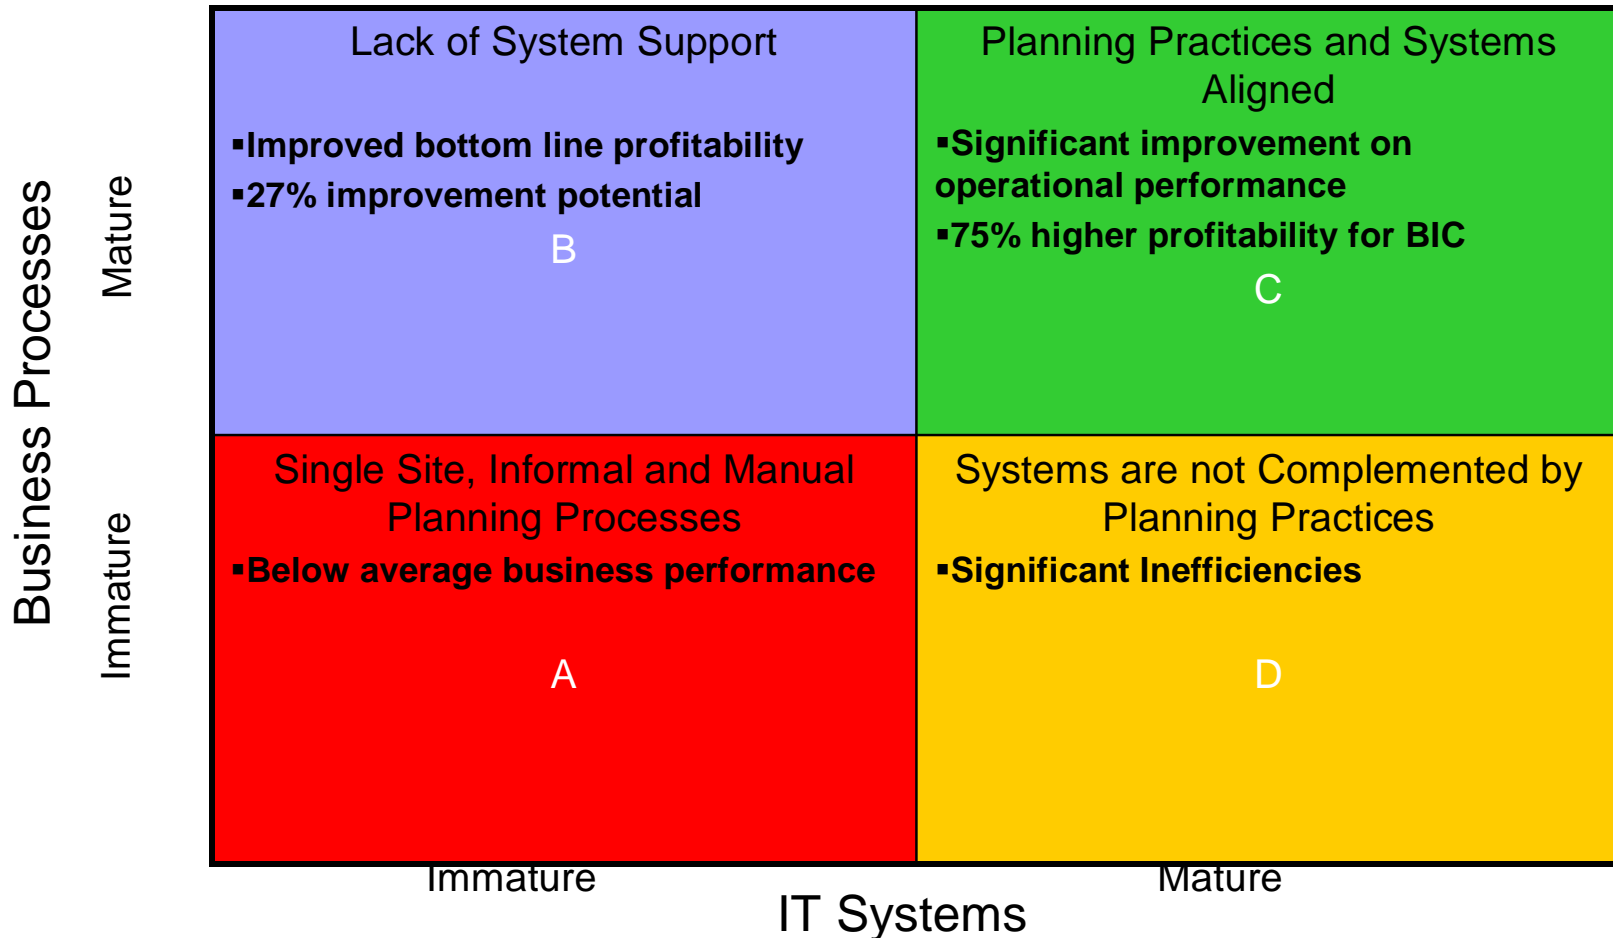 Lack of System Support
▪Improved bottom line profitability
▪27% improvement potential
B
Planning Practices and Systems
Aligned
▪Significant improvement on
operational performance
▪75% higher profitability for BIC
C
Business Processes
Mature
Immature
Single Site, Informal and Manual
Planning Processes
▪Below average business performance
A
Systems are not Complemented by
Planning Practices
▪Significant Inefficiencies
D
Immature
Mature
IT Systems